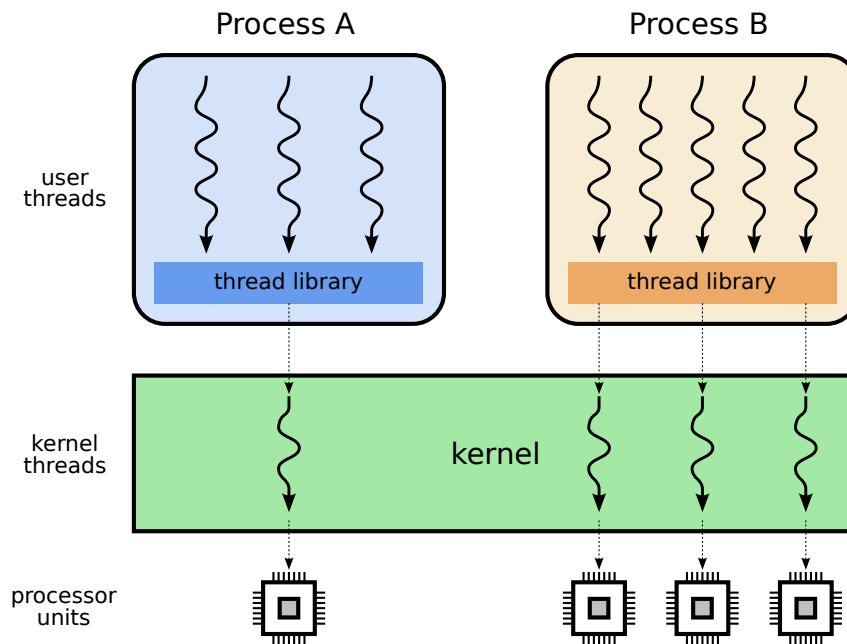 Process A
Process B
user
threads
thread library
thread library
kernel
threads
kernel
processor
units